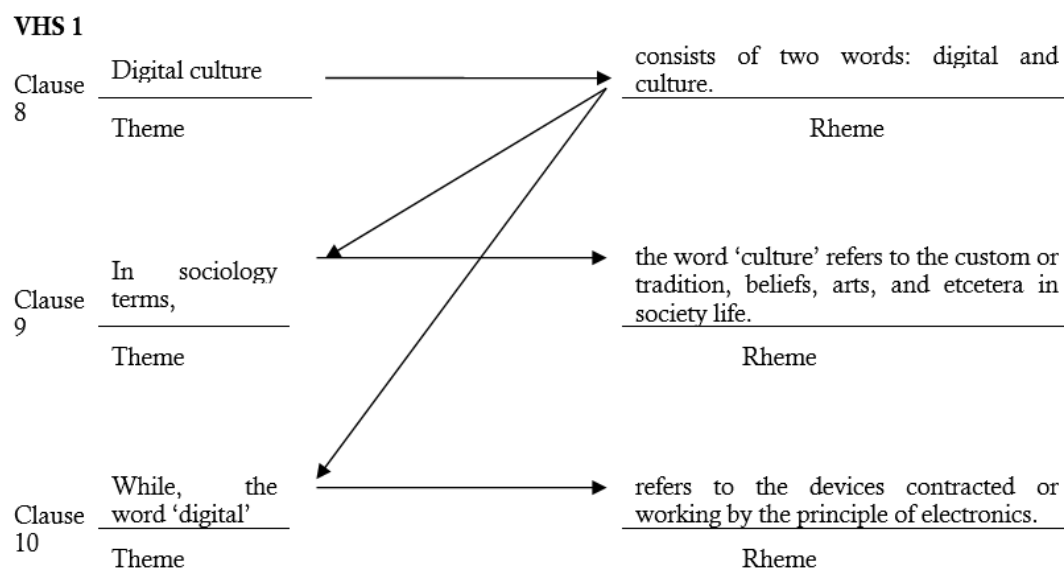 VHS 1
Clause 8
Digital culture
consists of two words: digital and
culture.
Theme
Rheme
Clause 9
In sociology
terms,
the word ‘culture’ refers to the custom or
tradition, beliefs, arts, and etcetera in
society life.
Theme
Rheme
Clause 10
While, the
word ‘digital’
refers to the devices contracted or
working by the principle of electronics.
Theme
Rheme